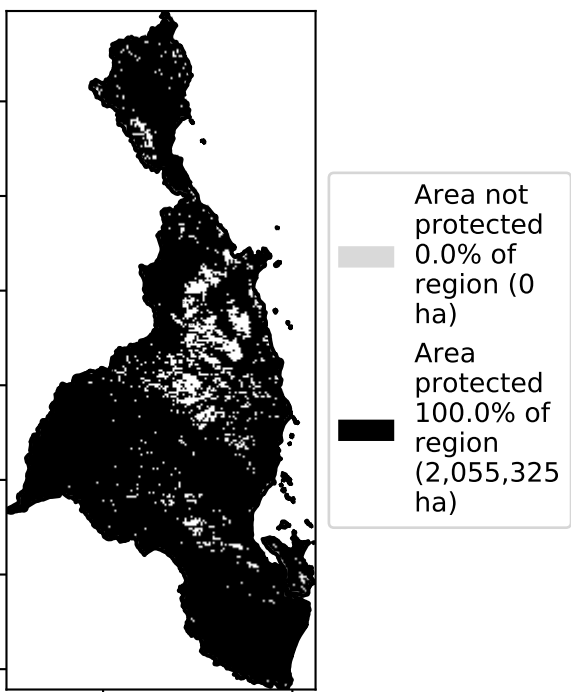 Area not
protected
0.0% of
region (0
ha)
Area
protected
100.0% of
region
(2,055,325
ha)